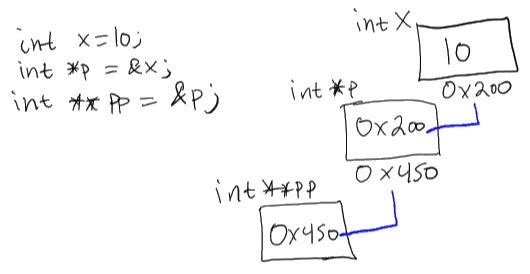 int x=10;
int *p = &x;
int **pp = &p;
int X
10
0x200
int *p
0x200
0x450
int **pp
0x450